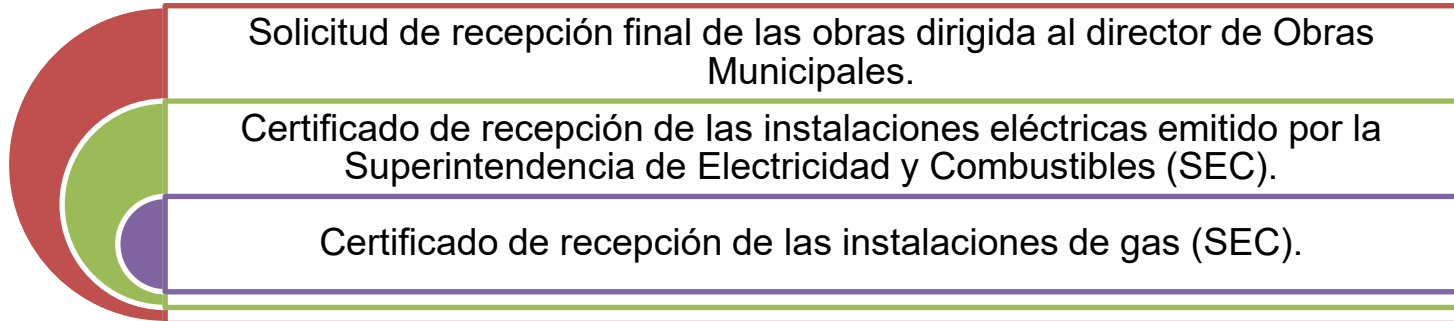 Solicitud de recepción final de las obras dirigida al director de Obras
Municipales.
Certificado de recepción de las instalaciones eléctricas emitido por la
Superintendencia de Electricidad y Combustibles (SEC).
Certificado de recepción de las instalaciones de gas (SEC).